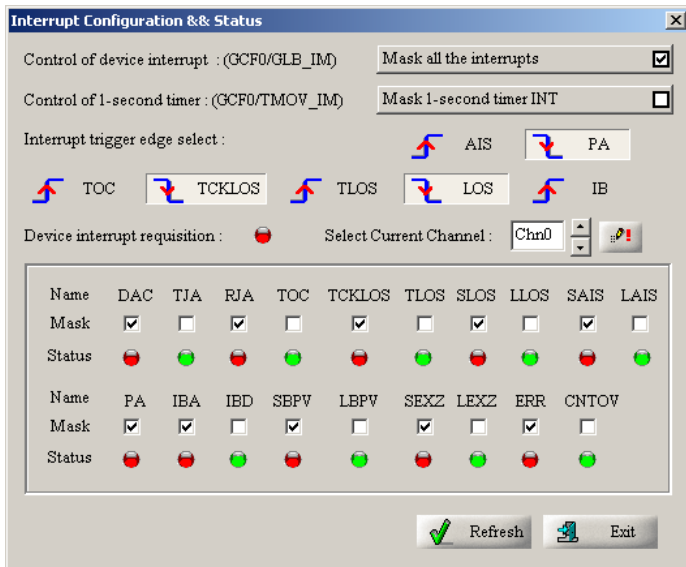 Interrupt Configuration && Status
Control of device interrupt : (GCF0/GLB_IM) Mask all the interrupts
Control of 1-second timer : (GCF0/TMOV_IM) Mask 1-second timer INT
Interrupt trigger edge select : AIS PA
TOC TCKLOS TLOS LOS IB
Device interrupt requisition : Select Current Channel : Chn0
Name DAC TJA RJA TOC TCKLOS TLOS SLOS LLOS SAIS LAIS
Mask
Status
Name PA IBA IBD SBPV LBPV SEXZ LEXZ ERR CNTOV
Mask
Status
Refresh Exit